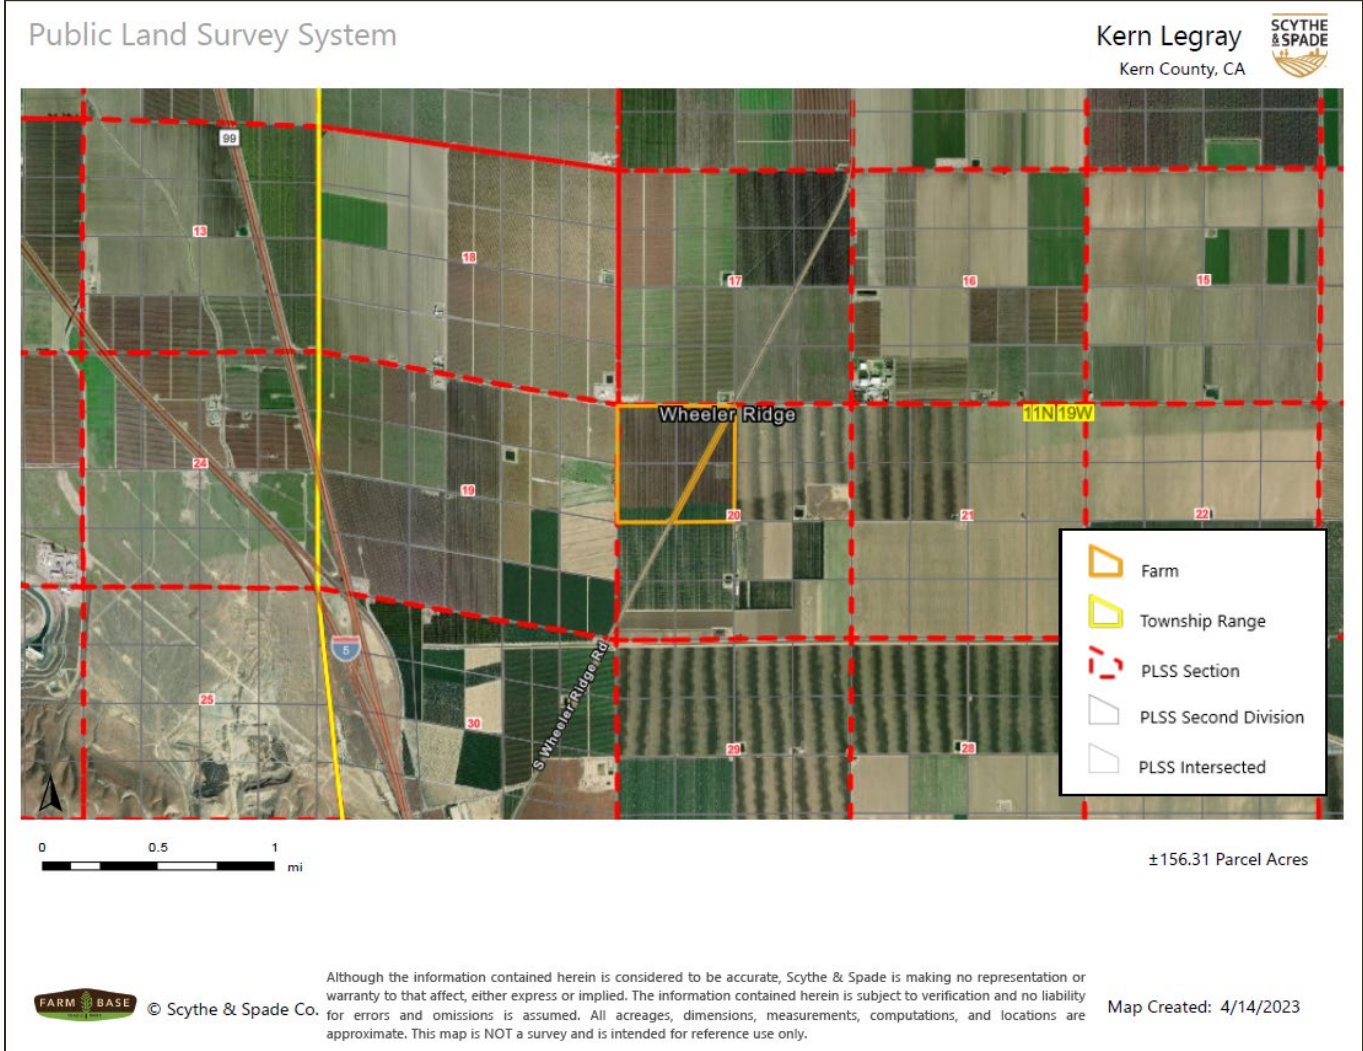 Public Land Survey System
Kern Legray
Kern County, CA
SCYTHE
& SPADE
99
13
18
17
16
15
Wheeler Ridge
11N 19W
24
19
20
21
22
Farm
Township Range
PLSS Section
PLSS Second Division
PLSS Intersected
5
25
30
S Wheeler Ridge Rd
29
28
0 0.5 1
mi
±156.31 Parcel Acres
FARM BASE
© Scythe & Spade Co.
Although the information contained herein is considered to be accurate, Scythe & Spade is making no representation or
warranty to that affect, either express or implied. The information contained herein is subject to verification and no liability
for errors and omissions is assumed. All acreages, dimensions, measurements, computations, and locations are
approximate. This map is NOT a survey and is intended for reference use only.
Map Created: 4/14/2023